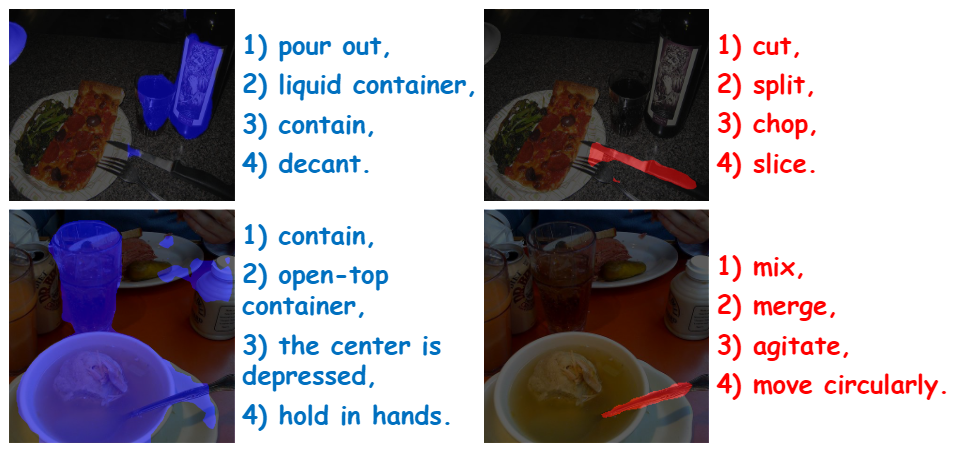 1) pour out,
2) liquid container,
3) contain,
4) decant.
1) cut,
2) split,
3) chop,
4) slice.
1) contain,
2) open-top
container,
3) the center is
depressed,
4) hold in hands.
1) mix,
2) merge,
3) agitate,
4) move circularly.